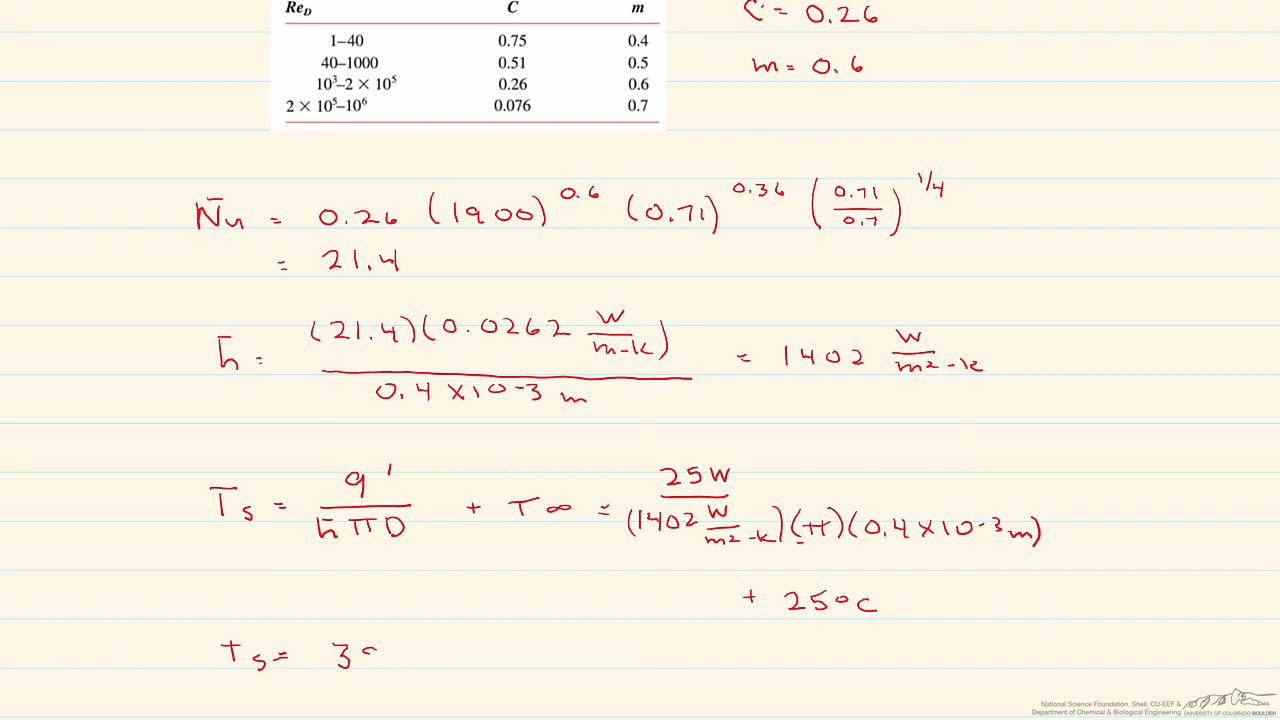 Re_D C m
1–40 0.75 0.4
40–1000 0.51 0.5
10³–2 × 10⁵ 0.26 0.6
2 × 10⁵–10⁶ 0.076 0.7
C = 0.26
m = 0.6
N̄u = 0.26 (1900)^0.6 (0.71)^0.36 (0.71/0.7)^1/4
= 21.4
h̄ = (21.4)(0.0262 W/m-K) / 0.4 × 10-3 m = 1402 W/m²-K
Ts = q' / h̄πD + T∞ = 25W / (1402 W/m²-K)(π)(0.4×10-3m)
+ 25°C
Ts = 3
National Science Foundation, Shell, CU-EEF &
Department of Chemical & Biological Engineering UNIVERSITY OF COLORADO BOULDER